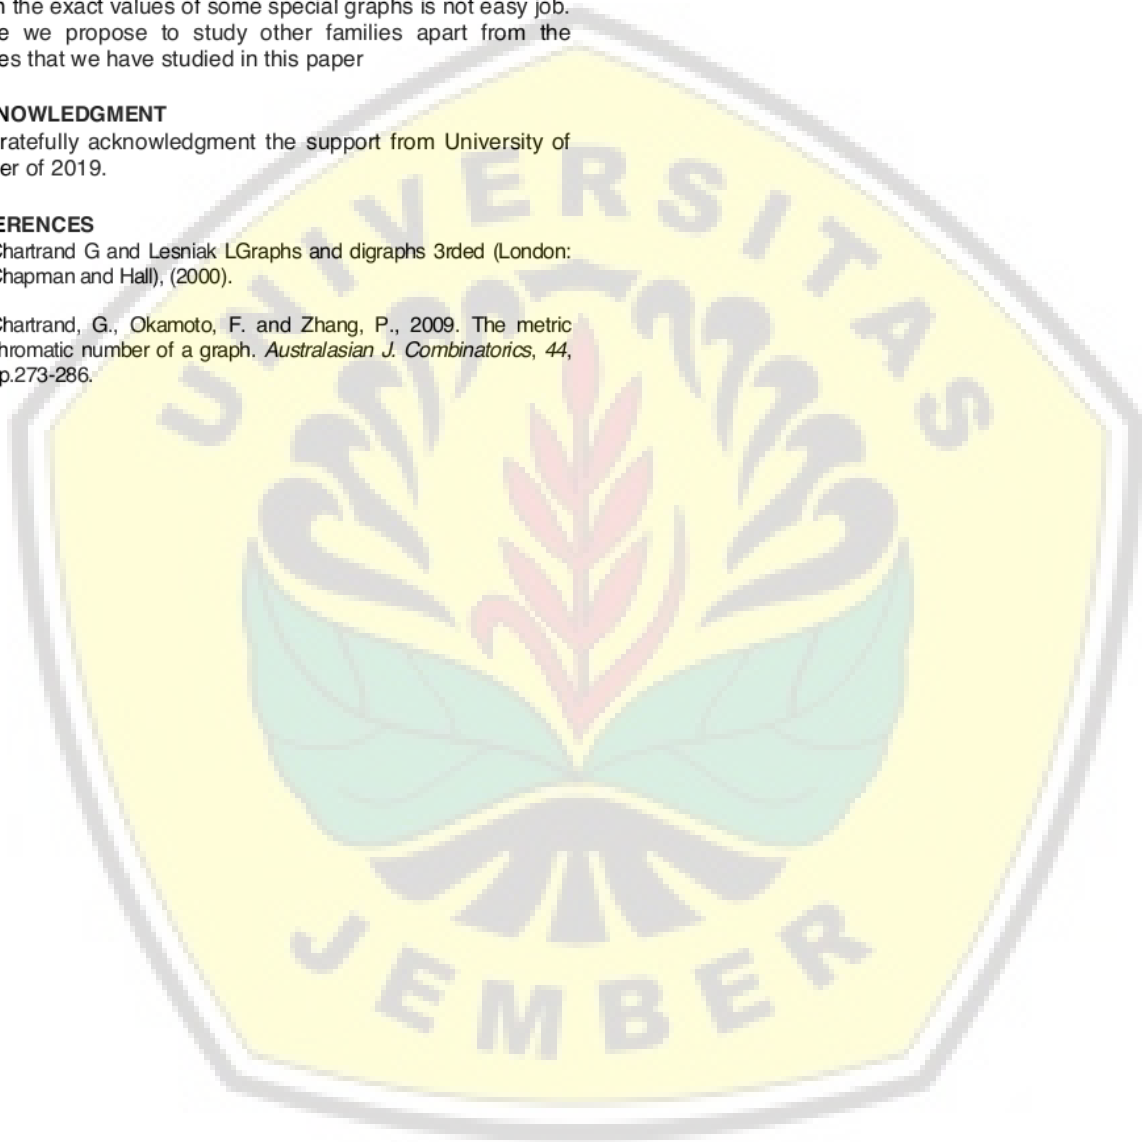 the exact values of some special graphs is not easy job.
we propose to study other families apart from the
that we have studied in this paper
NOWLEDGMENT
ratefully acknowledgment the support from University of
er of 2019.
ERENCES
Chartrand G and Lesniak LGraphs and digraphs 3rded (London:
Chapman and Hall), (2000).
Chartrand, G., Okamoto, F. and Zhang, P., 2009. The metric
hromatic number of a graph. Australasian J. Combinatorics, 44,
p.273-286.
UNIVERSITAS
JEMBER